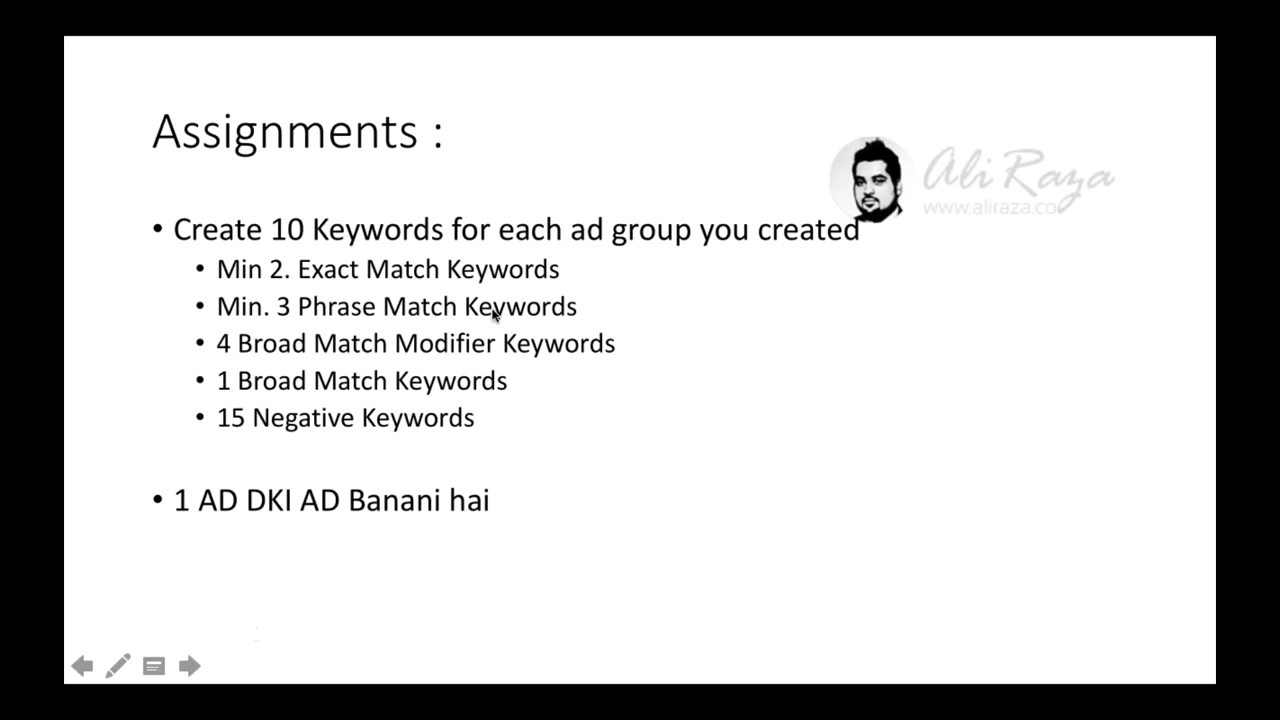 Assignments :
Ali Raza
www.aliraza.co
• Create 10 Keywords for each ad group you created
• Min 2. Exact Match Keywords
• Min. 3 Phrase Match Keywords
• 4 Broad Match Modifier Keywords
• 1 Broad Match Keywords
• 15 Negative Keywords
• 1 AD DKI AD Banani hai